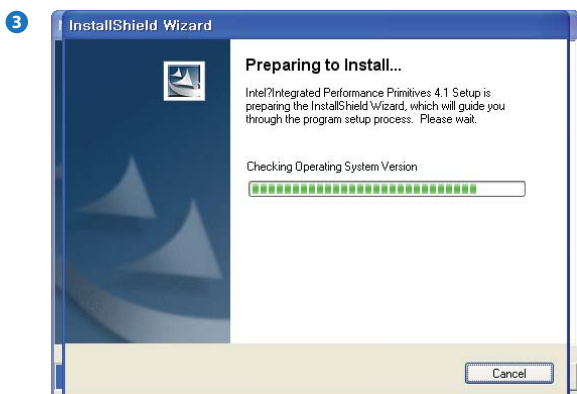 3
InstallShield Wizard
Preparing to Install...
Intel?Integrated Performance Primitives 4.1 Setup is
preparing the InstallShield Wizard, which will guide you
through the program setup process. Please wait.
Checking Operating System Version
Cancel